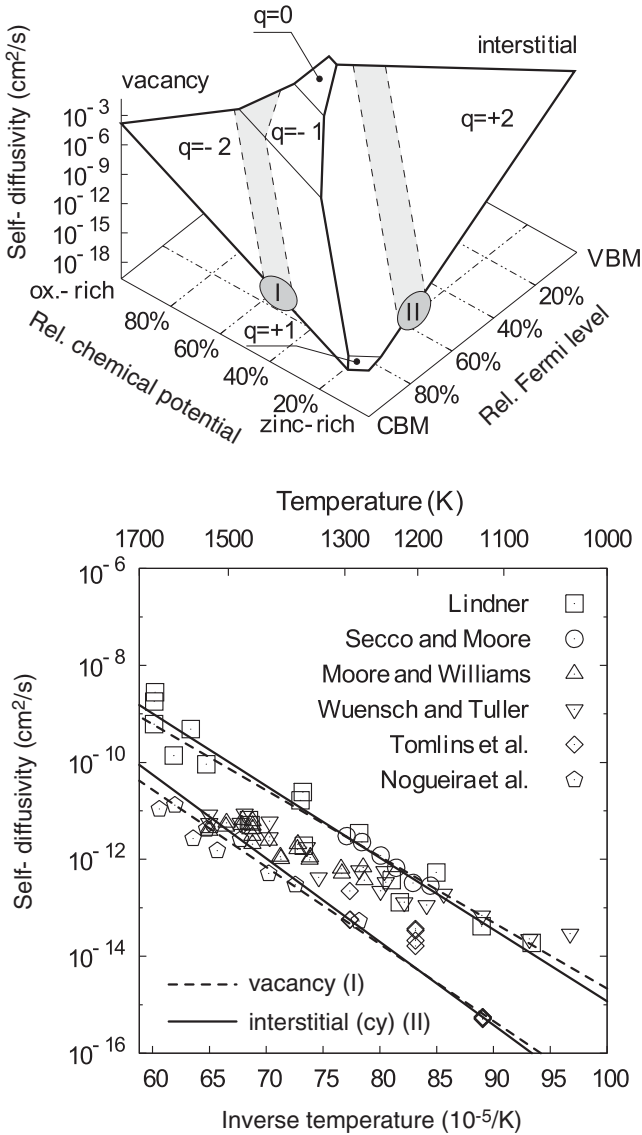 q=0
interstitial
vacancy
Self- diffusivity (cm²/s)
10⁻³
10⁻⁶
10⁻⁹
10⁻¹²
10⁻¹⁵
10⁻¹⁸
q=- 2
q=- 1
q=+2
VBM
ox.- rich
I
II
20%
40%
60%
80%
Rel. Fermi level
q=+1
80%
60%
40%
20%
Rel. chemical potential
zinc- rich
CBM
Temperature (K)
1700 1500 1300 1200 1100 1000
Self- diffusivity (cm²/s)
10⁻⁶
10⁻⁸
10⁻¹⁰
10⁻¹²
10⁻¹⁴
10⁻¹⁶
Lindner
Secco and Moore
Moore and Williams
Wuensch and Tuller
Tomlins et al.
Nogueira et al.
vacancy (I)
interstitial (cy) (II)
60 65 70 75 80 85 90 95 100
Inverse temperature (10⁻⁵/K)